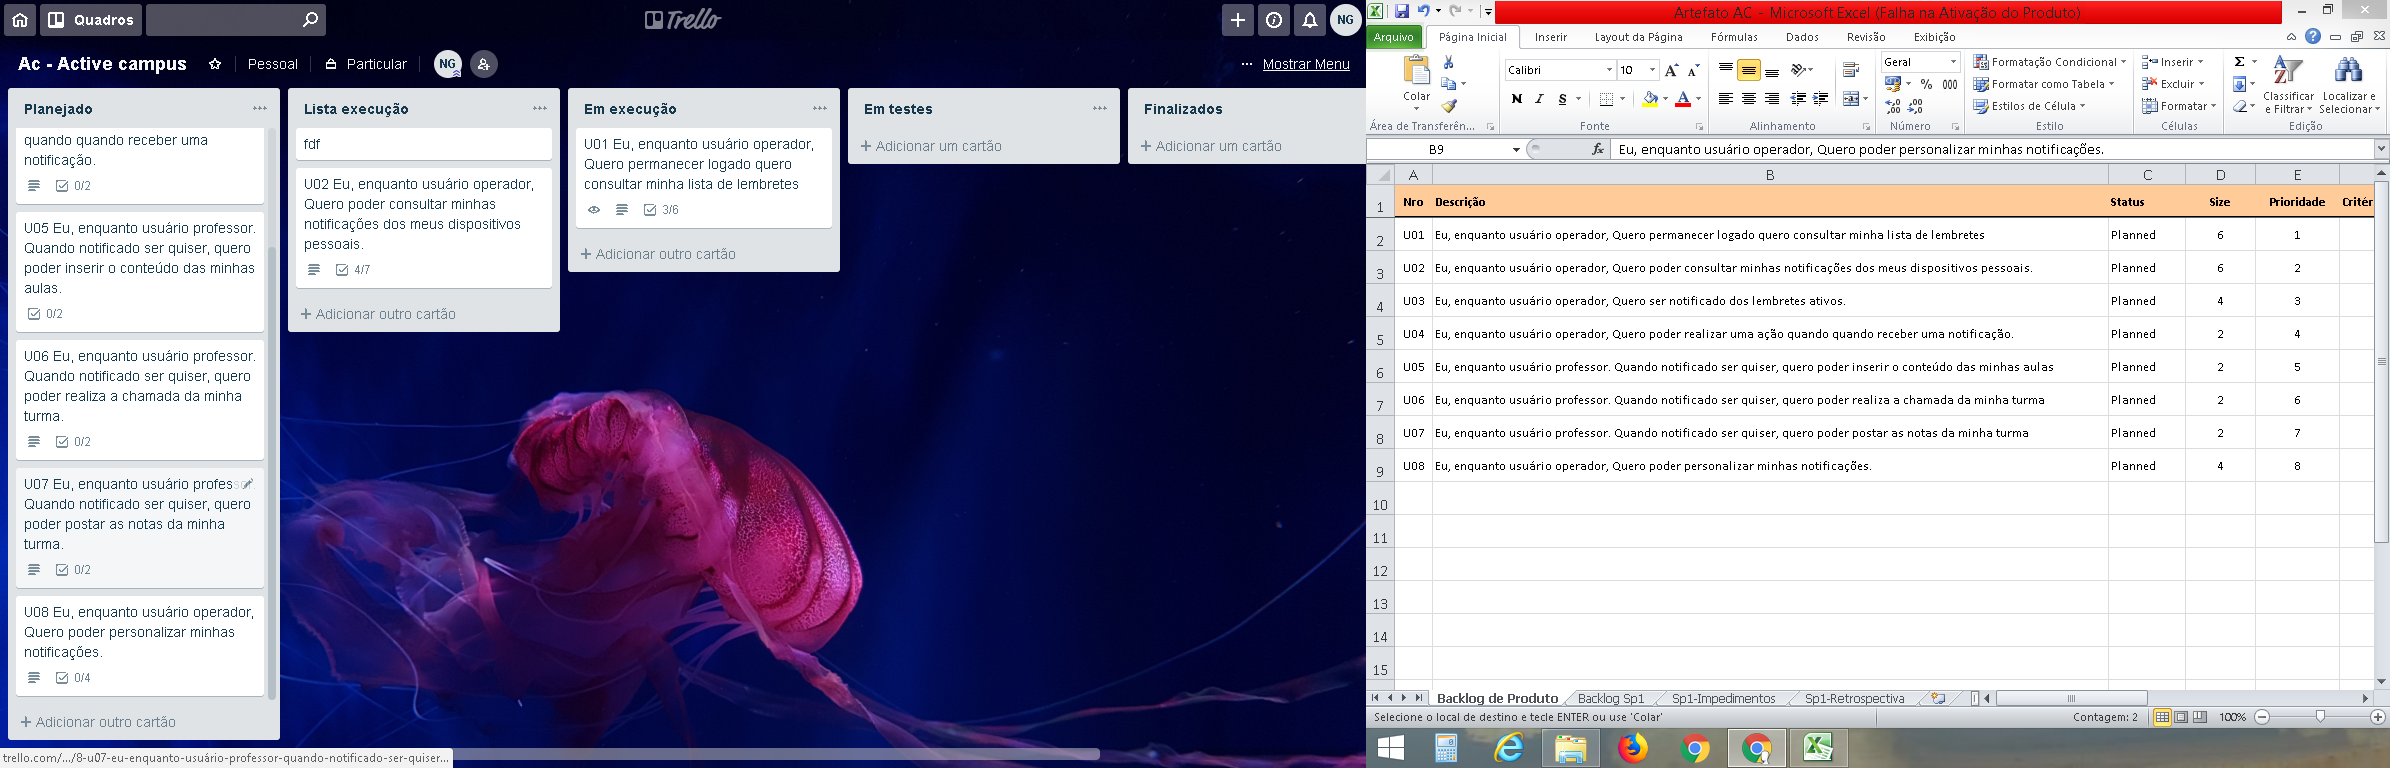 Quadros
Trello
NG
Ac - Active campus
Pessoal
Particular
NG
Mostrar Menu
Planejado
quando quando receber uma
notificação.
0/2
U05 Eu, enquanto usuário professor.
Quando notificado ser quiser, quero
poder inserir o conteúdo das minhas
aulas.
0/2
U06 Eu, enquanto usuário professor.
Quando notificado ser quiser, quero
poder realiza a chamada da minha
turma.
0/2
U07 Eu, enquanto usuário professor.
Quando notificado ser quiser, quero
poder postar as notas da minha
turma.
0/2
U08 Eu, enquanto usuário operador,
Quero poder personalizar minhas
notificações.
0/4
+ Adicionar outro cartão
Lista execução
fdf
U02 Eu, enquanto usuário operador,
Quero poder consultar minhas
notificações dos meus dispositivos
pessoais.
4/7
+ Adicionar outro cartão
Em execução
U01 Eu, enquanto usuário operador,
Quero permanecer logado quero
consultar minha lista de lembretes
3/6
+ Adicionar outro cartão
Em testes
+ Adicionar um cartão
Finalizados
+ Adicionar um cartão
trello.com/.../8-u07-eu-enquanto-usuário-professor-quando-notificado-ser-quiser...
Artefato AC - Microsoft Excel (Falha na Ativação do Produto)
Arquivo Página Inicial Inserir Layout da Página Fórmulas Dados Revisão Exibição
Colar
Área de Transferên...
Calibri 10
N I S
Fonte
Alinhamento
Geral
% 000
Número
Formatação Condicional
Formatar como Tabela
Estilos de Célula
Estilo
Inserir
Excluir
Formatar
Células
Σ
Classificar
e Filtrar
Localizar e
Selecionar
Edição
B9 fx Eu, enquanto usuário operador, Quero poder personalizar minhas notificações.
A B C D E
1 Nro Descrição Status Size Prioridade Critér
2 U01 Eu, enquanto usuário operador, Quero permanecer logado quero consultar minha lista de lembretes Planned 6 1
3 U02 Eu, enquanto usuário operador, Quero poder consultar minhas notificações dos meus dispositivos pessoais. Planned 6 2
4 U03 Eu, enquanto usuário operador, Quero ser notificado dos lembretes ativos. Planned 4 3
5 U04 Eu, enquanto usuário operador, Quero poder realizar uma ação quando quando receber uma notificação. Planned 2 4
6 U05 Eu, enquanto usuário professor. Quando notificado ser quiser, quero poder inserir o conteúdo das minhas aulas Planned 2 5
7 U06 Eu, enquanto usuário professor. Quando notificado ser quiser, quero poder realiza a chamada da minha turma Planned 2 6
8 U07 Eu, enquanto usuário professor. Quando notificado ser quiser, quero poder postar as notas da minha turma Planned 2 7
9 U08 Eu, enquanto usuário operador, Quero poder personalizar minhas notificações. Planned 4 8
10
11
12
13
14
15
Backlog de Produto Backlog Sp1 Sp1-Impedimentos Sp1-Retrospectiva
Selecione o local de destino e tecle ENTER ou use 'Colar' Contagem: 2 100%